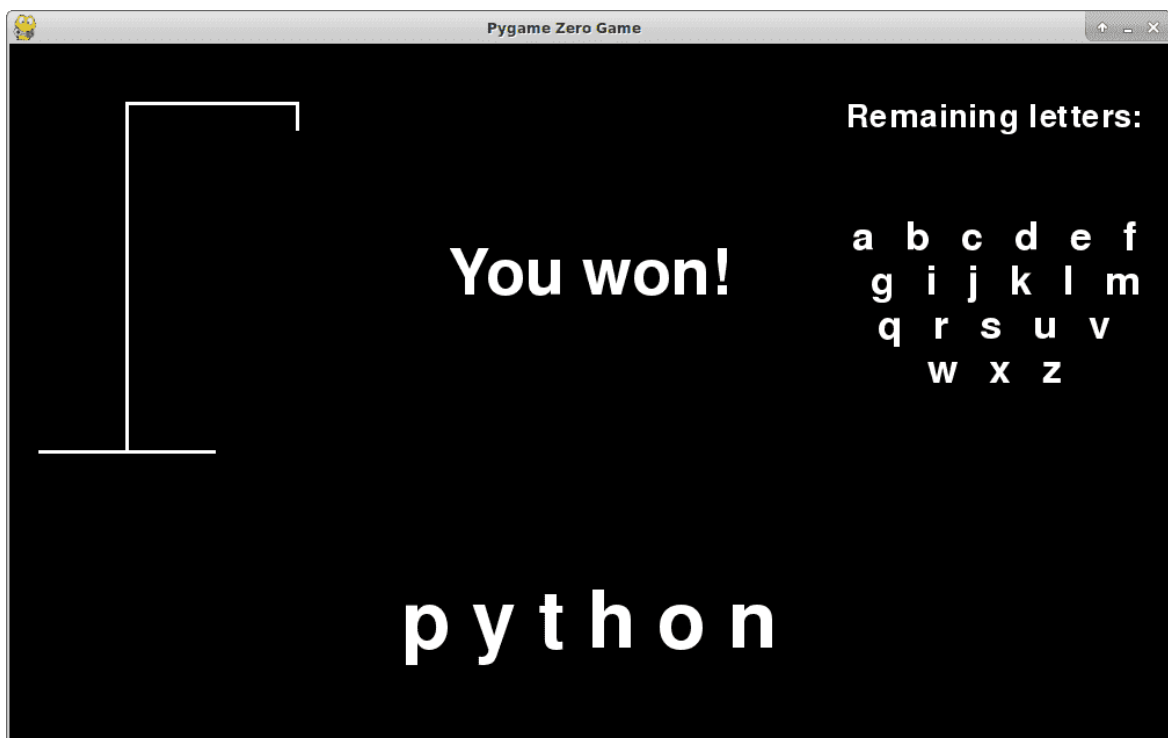 Pygame Zero Game
Remaining letters:
a b c d e f
g i j k l m
q r s u v
w x z
You won!
p y t h o n